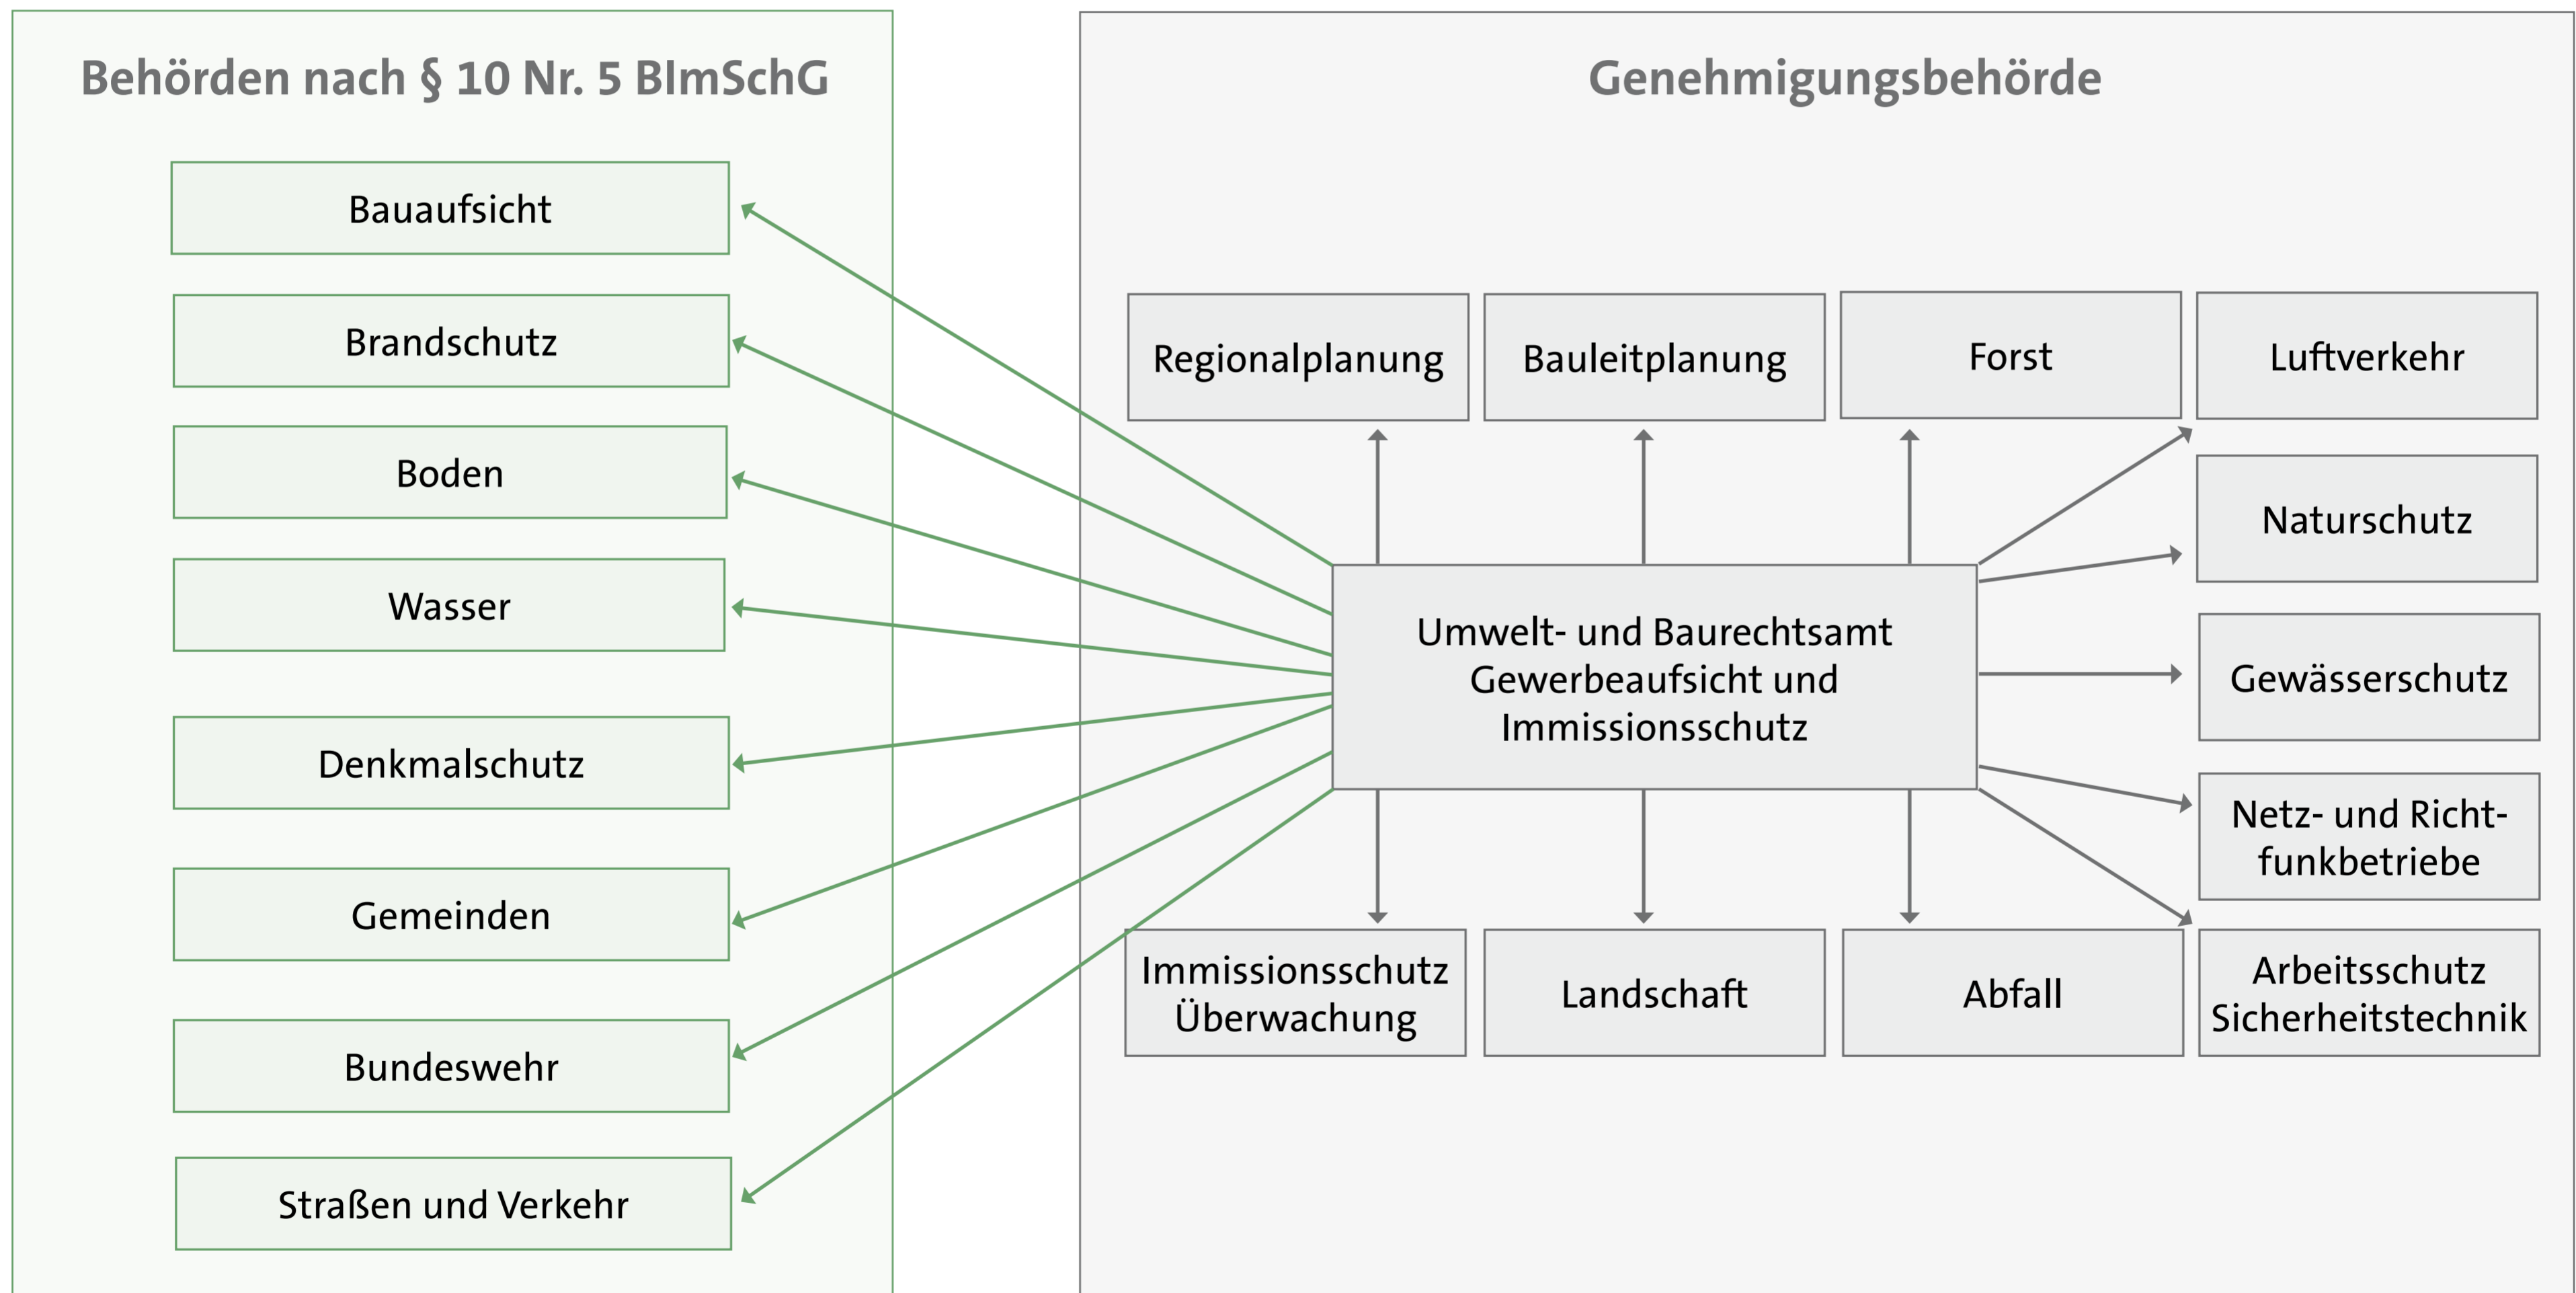 Behörden nach § 10 Nr. 5 BImSchG
Bauaufsicht
Brandschutz
Boden
Wasser
Denkmalschutz
Gemeinden
Bundeswehr
Straßen und Verkehr
Genehmigungsbehörde
Regionalplanung
Bauleitplanung
Forst
Luftverkehr
Naturschutz
Umwelt- und Baurechtsamt
Gewerbeaufsicht und
Immissionsschutz
Gewässerschutz
Netz- und Richt-
funkbetriebe
Immissionsschutz
Überwachung
Landschaft
Abfall
Arbeitsschutz
Sicherheitstechnik